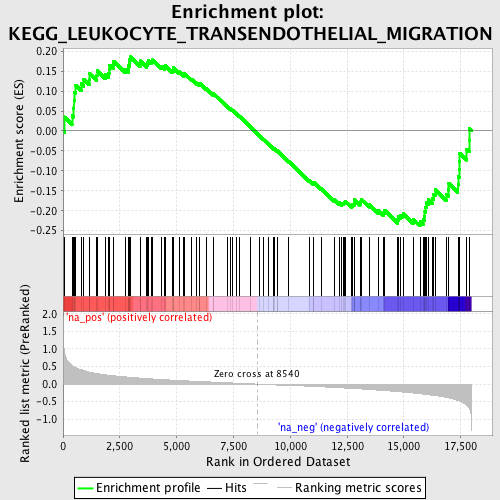 Enrichment plot:
KEGG_LEUKOCYTE_TRANSENDOTHELIAL_MIGRATION
Enrichment score (ES)
0.20
0.15
0.10
0.05
0.00
-0.05
-0.10
-0.15
-0.20
-0.25
Ranked list metric (PreRanked)
2.0
1.5
1.0
0.5
0.0
-0.5
-1.0
'na_pos' (positively correlated)
Zero cross at 8540
'na_neg' (negatively correlated)
0
2,500
5,000
7,500
10,000
12,500
15,000
17,500
Rank in Ordered Dataset
Enrichment profile
Hits
Ranking metric scores